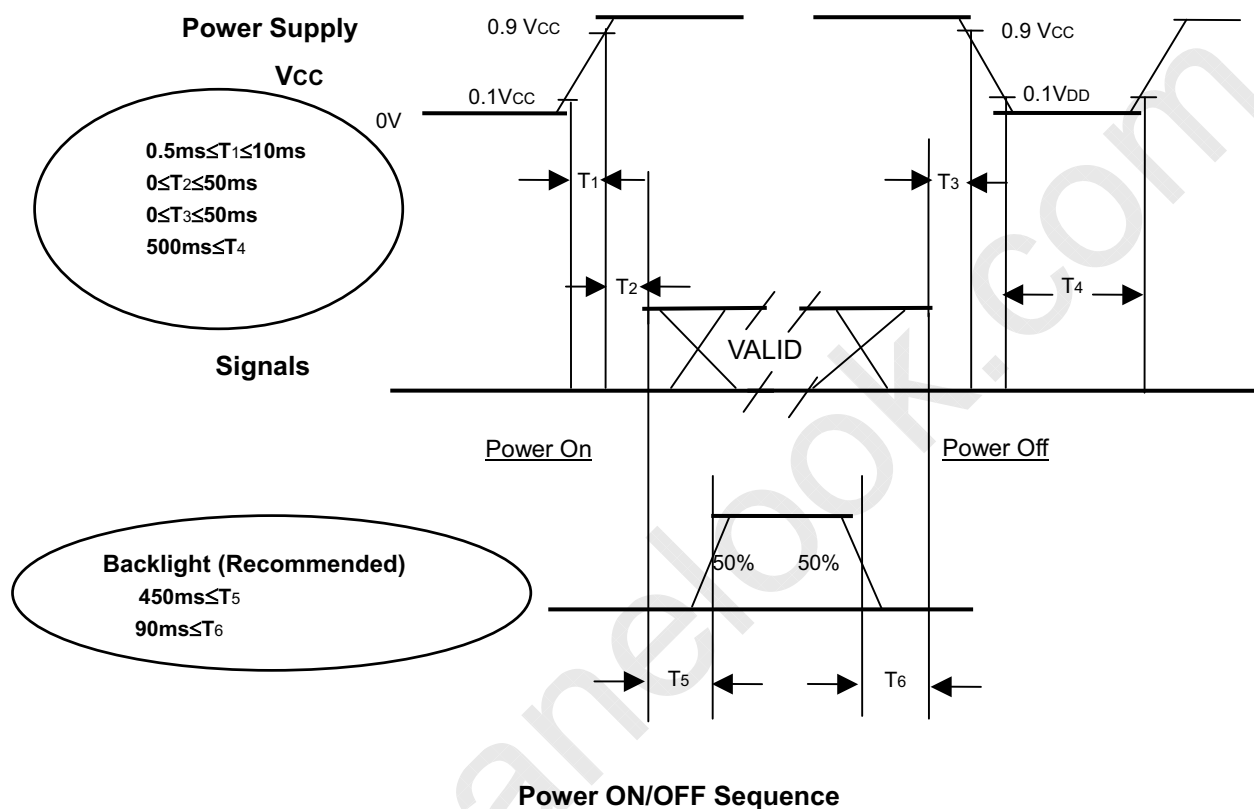 Power Supply
VCC
0.9 VCC
0.9 VCC
0.1VCC
0.1VDD
0V
0.5ms≤T1≤10ms
0≤T2≤50ms
0≤T3≤50ms
500ms≤T4
T1
T3
T2
T4
VALID
Signals
Power On
Power Off
Backlight (Recommended)
450ms≤T5
90ms≤T6
50%
50%
T5
T6
Power ON/OFF Sequence
anelook.com